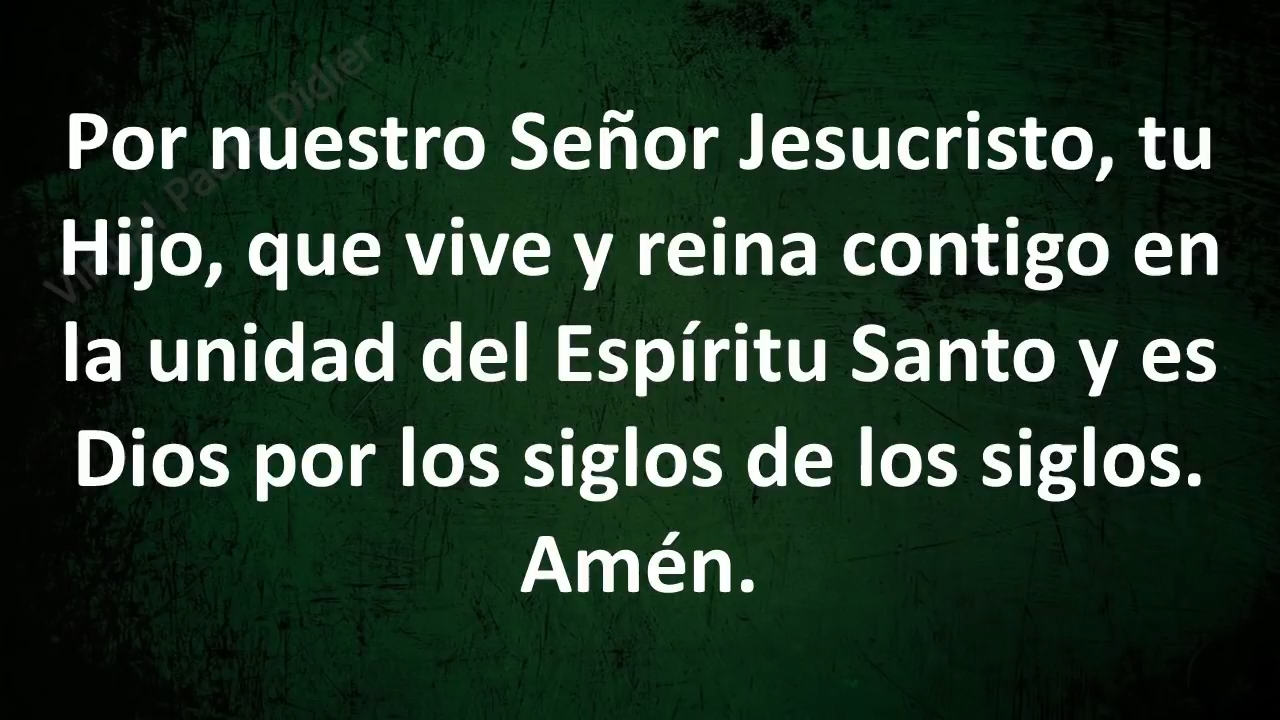 Por nuestro Señor Jesucristo, tu
Hijo, que vive y reina contigo en
la unidad del Espíritu Santo y es
Dios por los siglos de los siglos.
Amén.
Didier